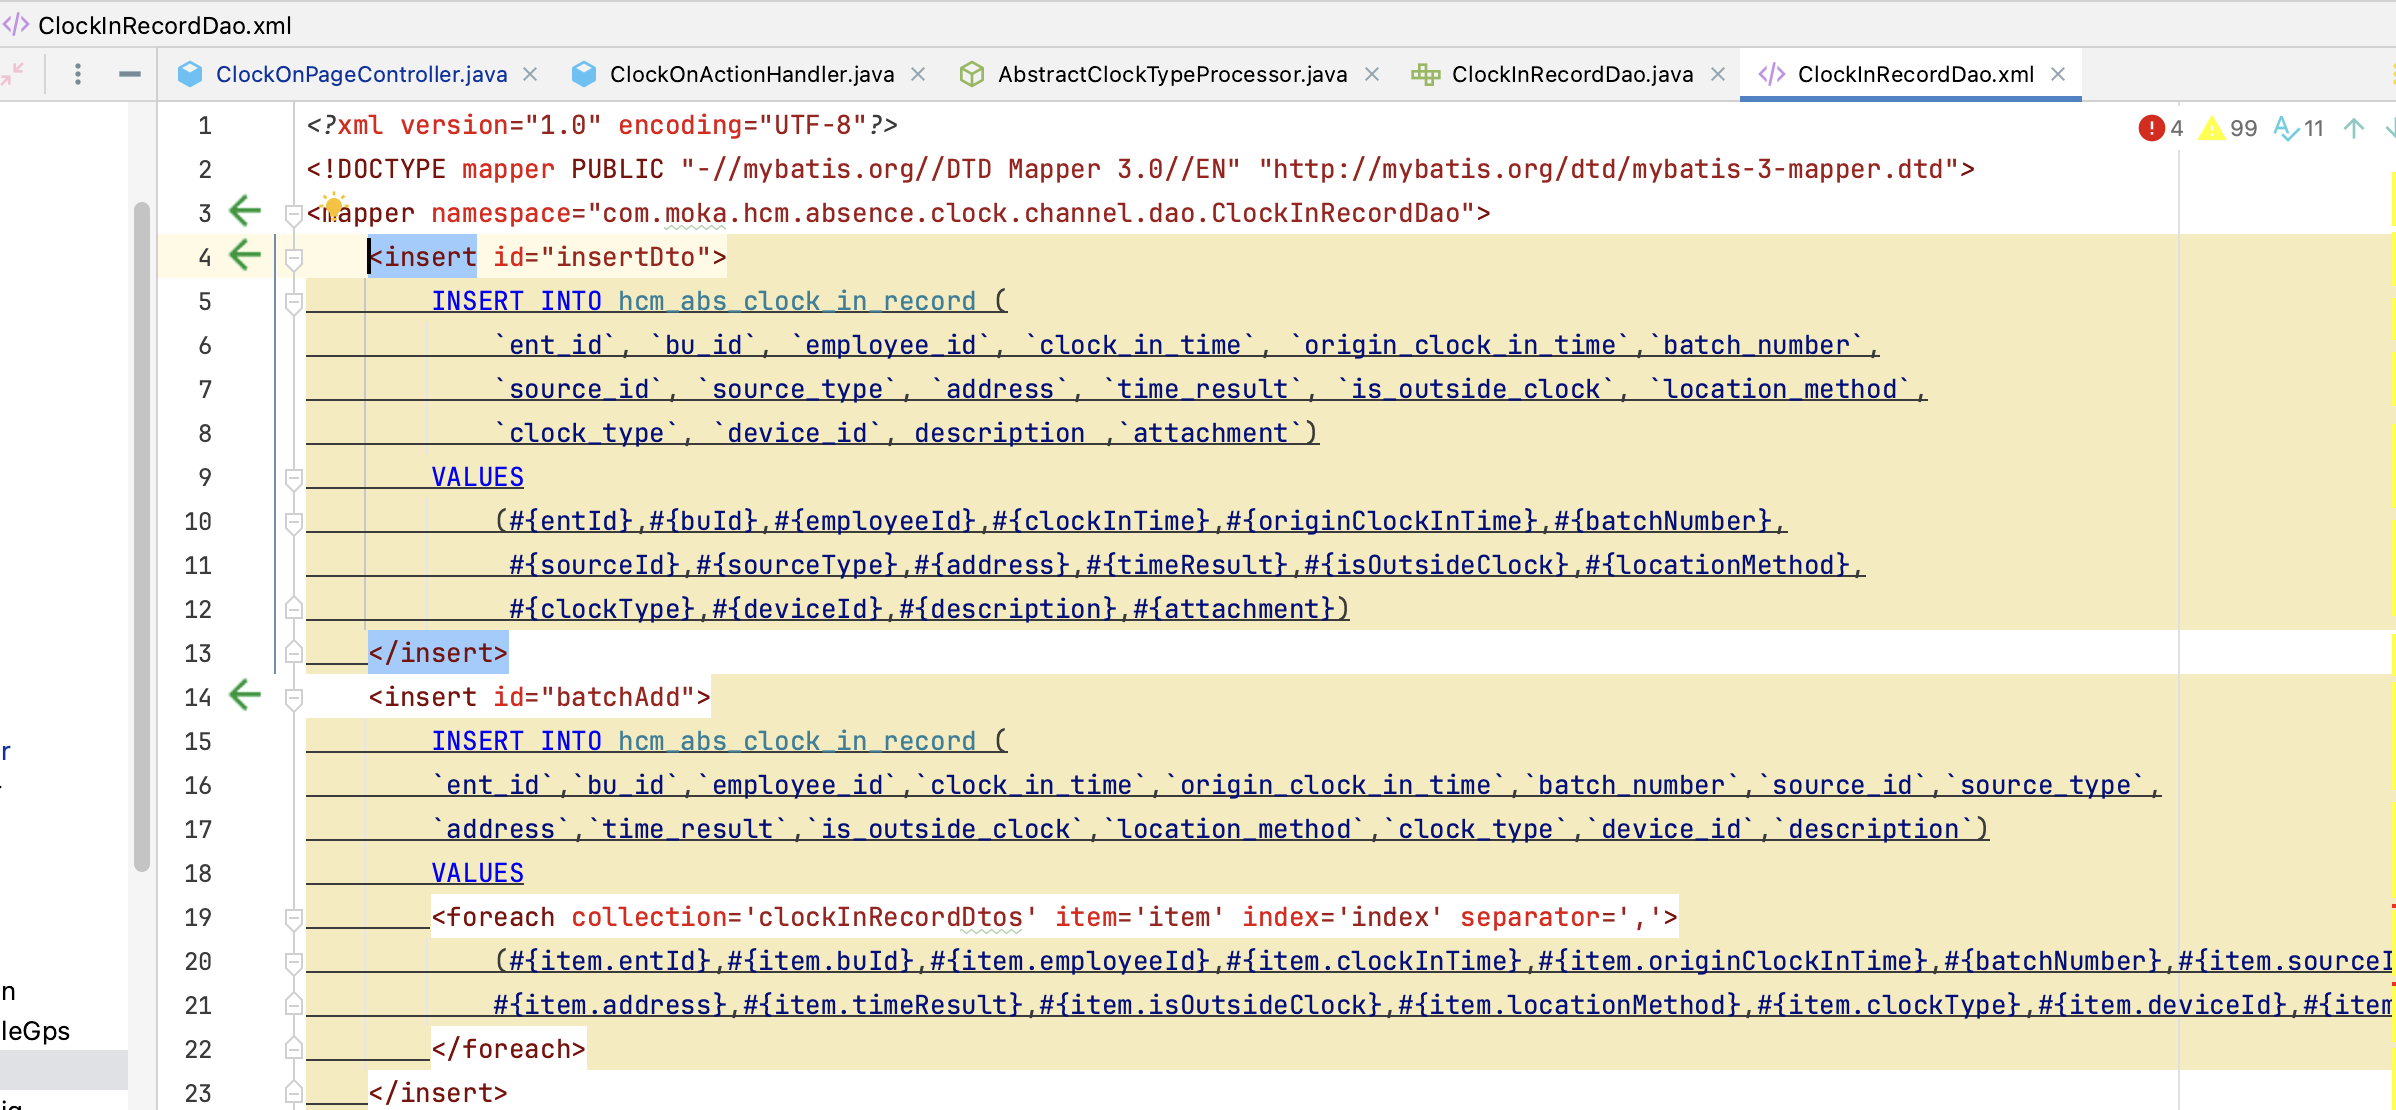 ClockInRecordDao.xml
ClockOnPageController.java ClockOnActionHandler.java AbstractClockTypeProcessor.java ClockInRecordDao.java ClockInRecordDao.xml
4 99 11
1 <?xml version="1.0" encoding="UTF-8"?>
2 <!DOCTYPE mapper PUBLIC "-//mybatis.org//DTD Mapper 3.0//EN" "http://mybatis.org/dtd/mybatis-3-mapper.dtd">
3 <mapper namespace="com.moka.hcm.absence.clock.channel.dao.ClockInRecordDao">
4 <insert id="insertDto">
5 INSERT INTO hcm_abs_clock_in_record (
6 `ent_id`, `bu_id`, `employee_id`, `clock_in_time`, `origin_clock_in_time`,`batch_number`,
7 `source_id`, `source_type`, `address`, `time_result`, `is_outside_clock`, `location_method`,
8 `clock_type`, `device_id`, description ,`attachment`)
9 VALUES
10 (#{entId},#{buId},#{employeeId},#{clockInTime},#{originClockInTime},#{batchNumber},
11 #{sourceId},#{sourceType},#{address},#{timeResult},#{isOutsideClock},#{locationMethod},
12 #{clockType},#{deviceId},#{description},#{attachment})
13 </insert>
14 <insert id="batchAdd">
15 INSERT INTO hcm_abs_clock_in_record (
16 `ent_id`,`bu_id`,`employee_id`,`clock_in_time`,`origin_clock_in_time`,`batch_number`,`source_id`,`source_type`,
17 `address`,`time_result`,`is_outside_clock`,`location_method`,`clock_type`,`device_id`,`description`)
18 VALUES
19 <foreach collection='clockInRecordDtos' item='item' index='index' separator=','>
20 (#{item.entId},#{item.buId},#{item.employeeId},#{item.clockInTime},#{item.originClockInTime},#{batchNumber},#{item.sourceI
21 #{item.address},#{item.timeResult},#{item.isOutsideClock},#{item.locationMethod},#{item.clockType},#{item.deviceId},#{item
22 </foreach>
23 </insert>
r
n
leGps